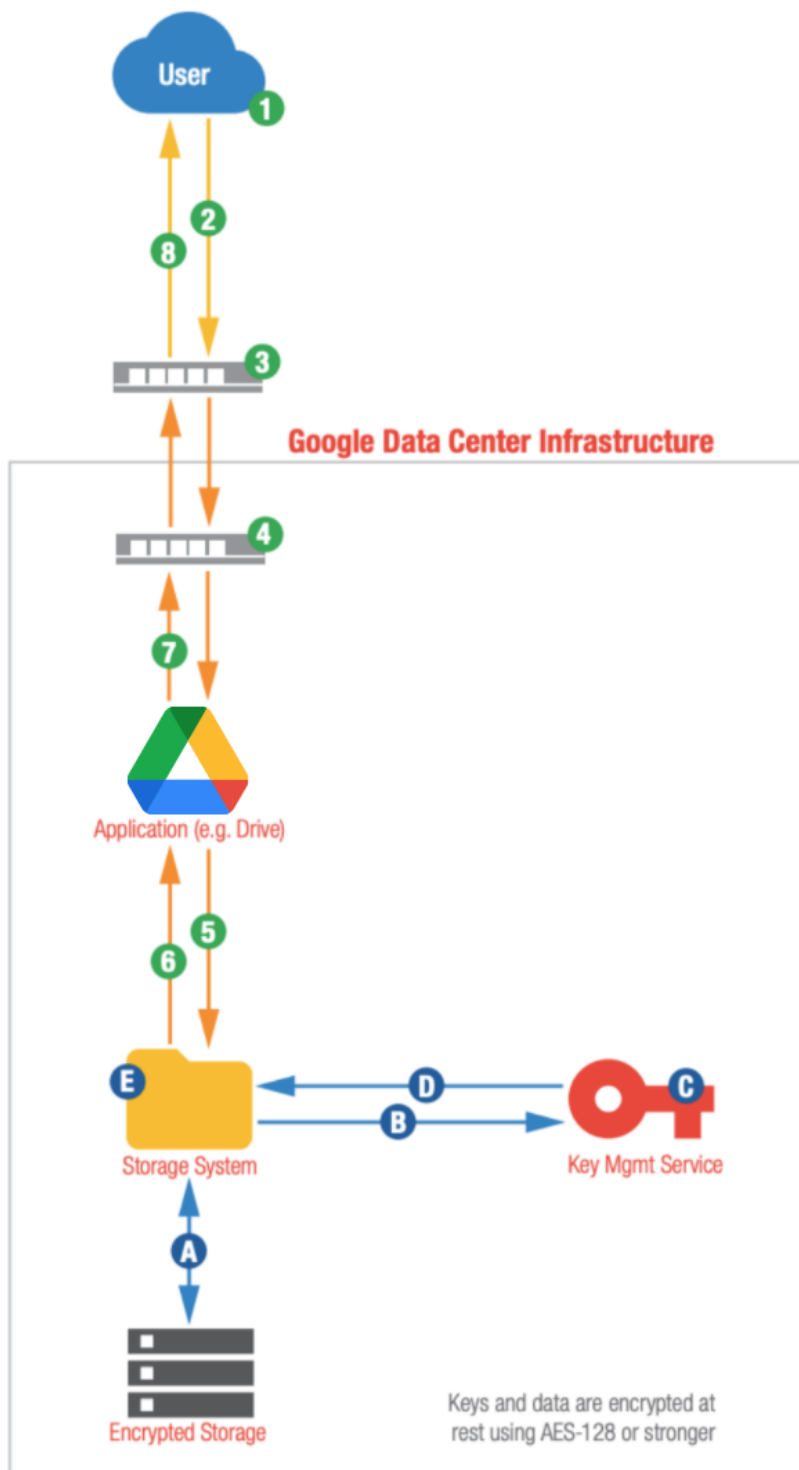 User
1
2
8
3
Google Data Center Infrastructure
4
7
Application (e.g. Drive)
5
6
E
D
C
B
Storage System
Key Mgmt Service
A
Encrypted Storage
Keys and data are encrypted at
rest using AES-128 or stronger